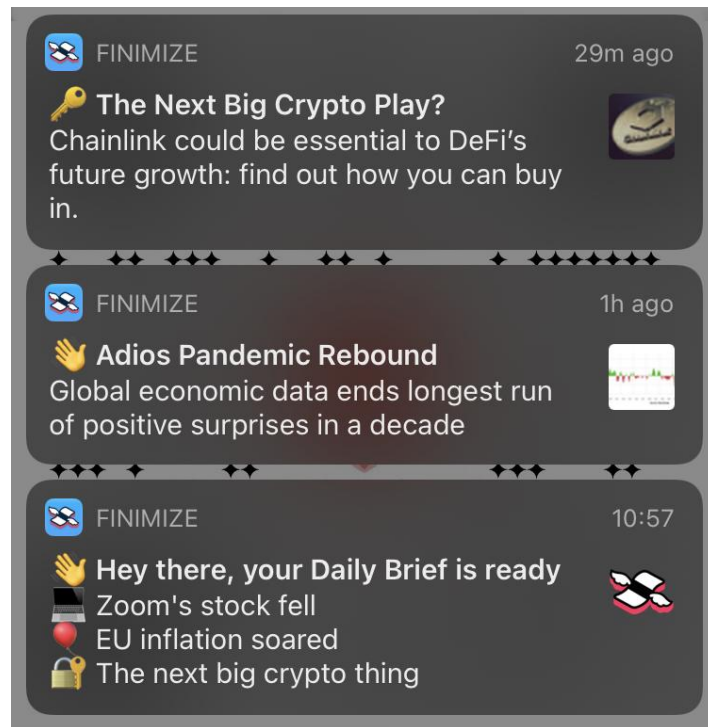 FINIMIZE 29m ago
🔑 The Next Big Crypto Play?
Chainlink could be essential to DeFi's
future growth: find out how you can buy
in.
FINIMIZE 1h ago
👋 Adios Pandemic Rebound
Global economic data ends longest run
of positive surprises in a decade
FINIMIZE 10:57
👋 Hey there, your Daily Brief is ready
💻 Zoom's stock fell
🎈 EU inflation soared
🔐 The next big crypto thing